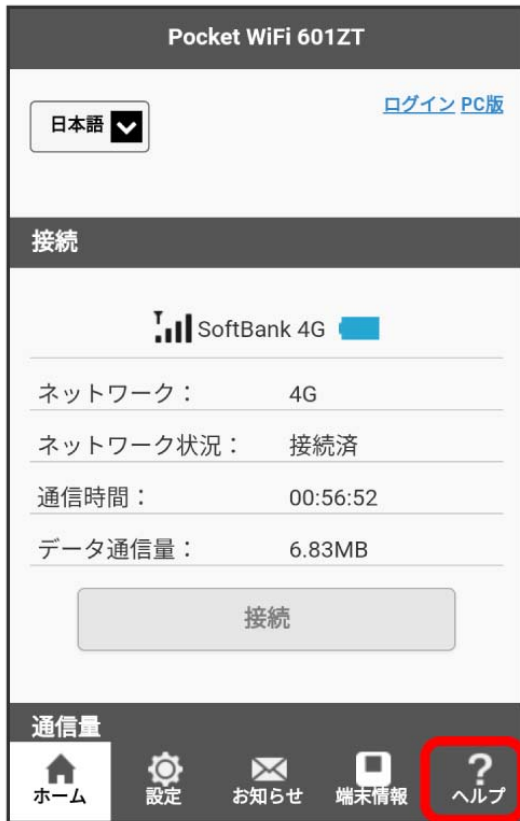 Pocket WiFi 601ZT
日本語
ログイン PC版
接続
SoftBank 4G
ネットワーク： 4G
ネットワーク状況： 接続済
通信時間： 00:56:52
データ通信量： 6.83MB
接続
通信量
ホーム 設定 お知らせ 端末情報 ヘルプ